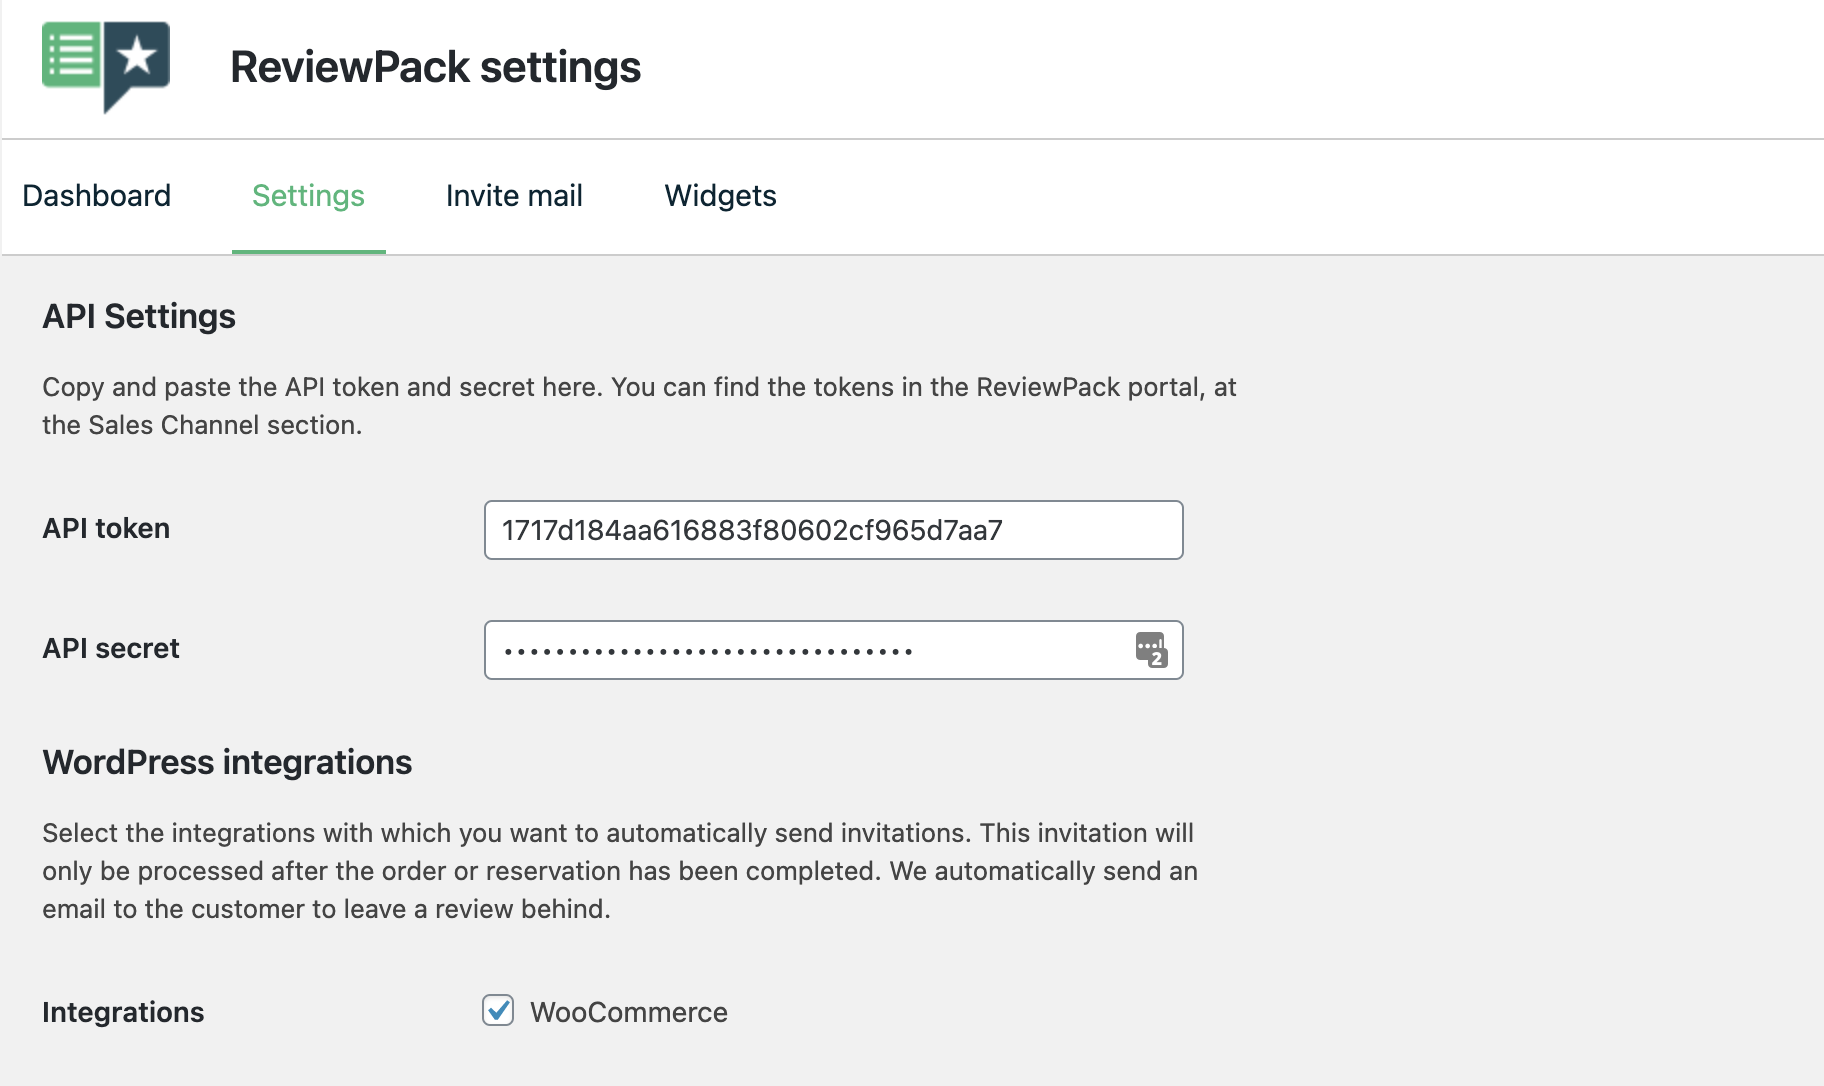 ReviewPack settings
Dashboard Settings Invite mail Widgets
API Settings
Copy and paste the API token and secret here. You can find the tokens in the ReviewPack portal, at
the Sales Channel section.
API token 1717d184aa616883f80602cf965d7aa7
API secret ••••••••••••••••••••••••••••••••
2
WordPress integrations
Select the integrations with which you want to automatically send invitations. This invitation will
only be processed after the order or reservation has been completed. We automatically send an
email to the customer to leave a review behind.
Integrations WooCommerce